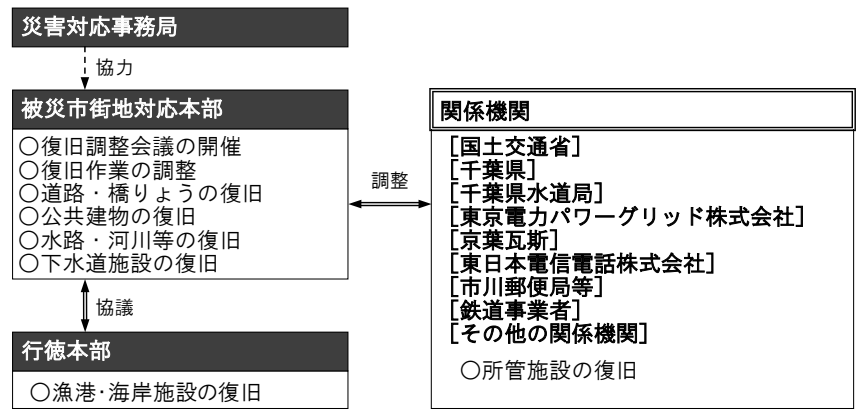 災害対応事務局
協力
被災市街地対応本部
○復旧調整会議の開催
○復旧作業の調整
○道路・橋りょうの復旧
○公共建物の復旧
○水路・河川等の復旧
○下水道施設の復旧
協議
行徳本部
○漁港･海岸施設の復旧
調整
関係機関
［国土交通省］
［千葉県］
［千葉県水道局］
［東京電力パワーグリッド株式会社］
［京葉瓦斯］
［東日本電信電話株式会社］
［市川郵便局等］
［鉄道事業者］
［その他の関係機関］
○所管施設の復旧